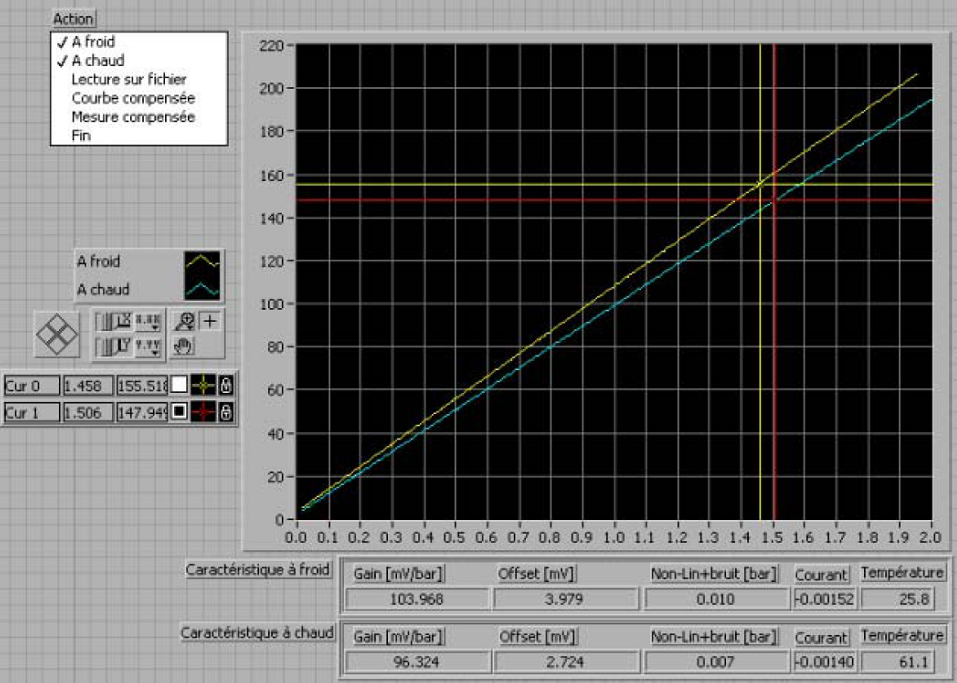 Action
✓ A froid
✓ A chaud
Lecture sur fichier
Courbe compensée
Mesure compensée
Fin
220
200
180
160
140
120
100
80
60
40
20
0
0.0 0.1 0.2 0.3 0.4 0.5 0.6 0.7 0.8 0.9 1.0 1.1 1.2 1.3 1.4 1.5 1.6 1.7 1.8 1.9 2.0
A froid
A chaud
Cur 0 1.458 155.518
Cur 1 1.506 147.949
Caractéristique à froid Gain [mV/bar] Offset [mV] Non-Lin+bruit [bar] Courant Température
103.968 3.979 0.010 -0.00152 25.8
Caractéristique à chaud Gain [mV/bar] Offset [mV] Non-Lin+bruit [bar] Courant Température
96.324 2.724 0.007 -0.00140 61.1